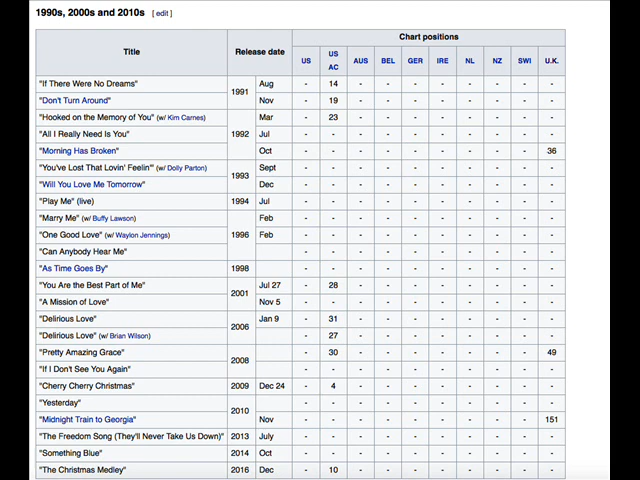 1990s, 2000s and 2010s [ edit ]
Title Release date Chart positions
US US AC AUS BEL GER IRE NL NZ SWI U.K.
"If There Were No Dreams" 1991 Aug - 14 - - - - - - - -
"Don't Turn Around" Nov - 19 - - - - - - - -
"Hooked on the Memory of You" (w/ Kim Carnes) 1992 Mar - 23 - - - - - - - -
"All I Really Need Is You" Jul - - - - - - - - - -
"Morning Has Broken" Oct - - - - - - - - - 36
"You've Lost That Lovin' Feelin'" (w/ Dolly Parton) 1993 Sept - - - - - - - - - -
"Will You Love Me Tomorrow" Dec - - - - - - - - - -
"Play Me" (live) 1994 Jul - - - - - - - - - -
"Marry Me" (w/ Buffy Lawson) 1996 Feb - - - - - - - - - -
"One Good Love" (w/ Waylon Jennings) Feb - - - - - - - - - -
"Can Anybody Hear Me" - - - - - - - - - -
"As Time Goes By" 1998 - - - - - - - - - -
"You Are the Best Part of Me" 2001 Jul 27 - 28 - - - - - - - -
"A Mission of Love" Nov 5 - - - - - - - - - -
"Delirious Love" 2006 Jan 9 - 31 - - - - - - - -
"Delirious Love" (w/ Brian Wilson) - 27 - - - - - - - -
"Pretty Amazing Grace" 2008 - 30 - - - - - - - 49
"If I Don't See You Again" - - - - - - - - - -
"Cherry Cherry Christmas" 2009 Dec 24 - 4 - - - - - - - -
"Yesterday" 2010 - - - - - - - - - -
"Midnight Train to Georgia" Nov - - - - - - - - - 151
"The Freedom Song (They'll Never Take Us Down)" 2013 July - - - - - - - - - -
"Something Blue" 2014 Oct - - - - - - - - - -
"The Christmas Medley" 2016 Dec - 10 - - - - - - - -